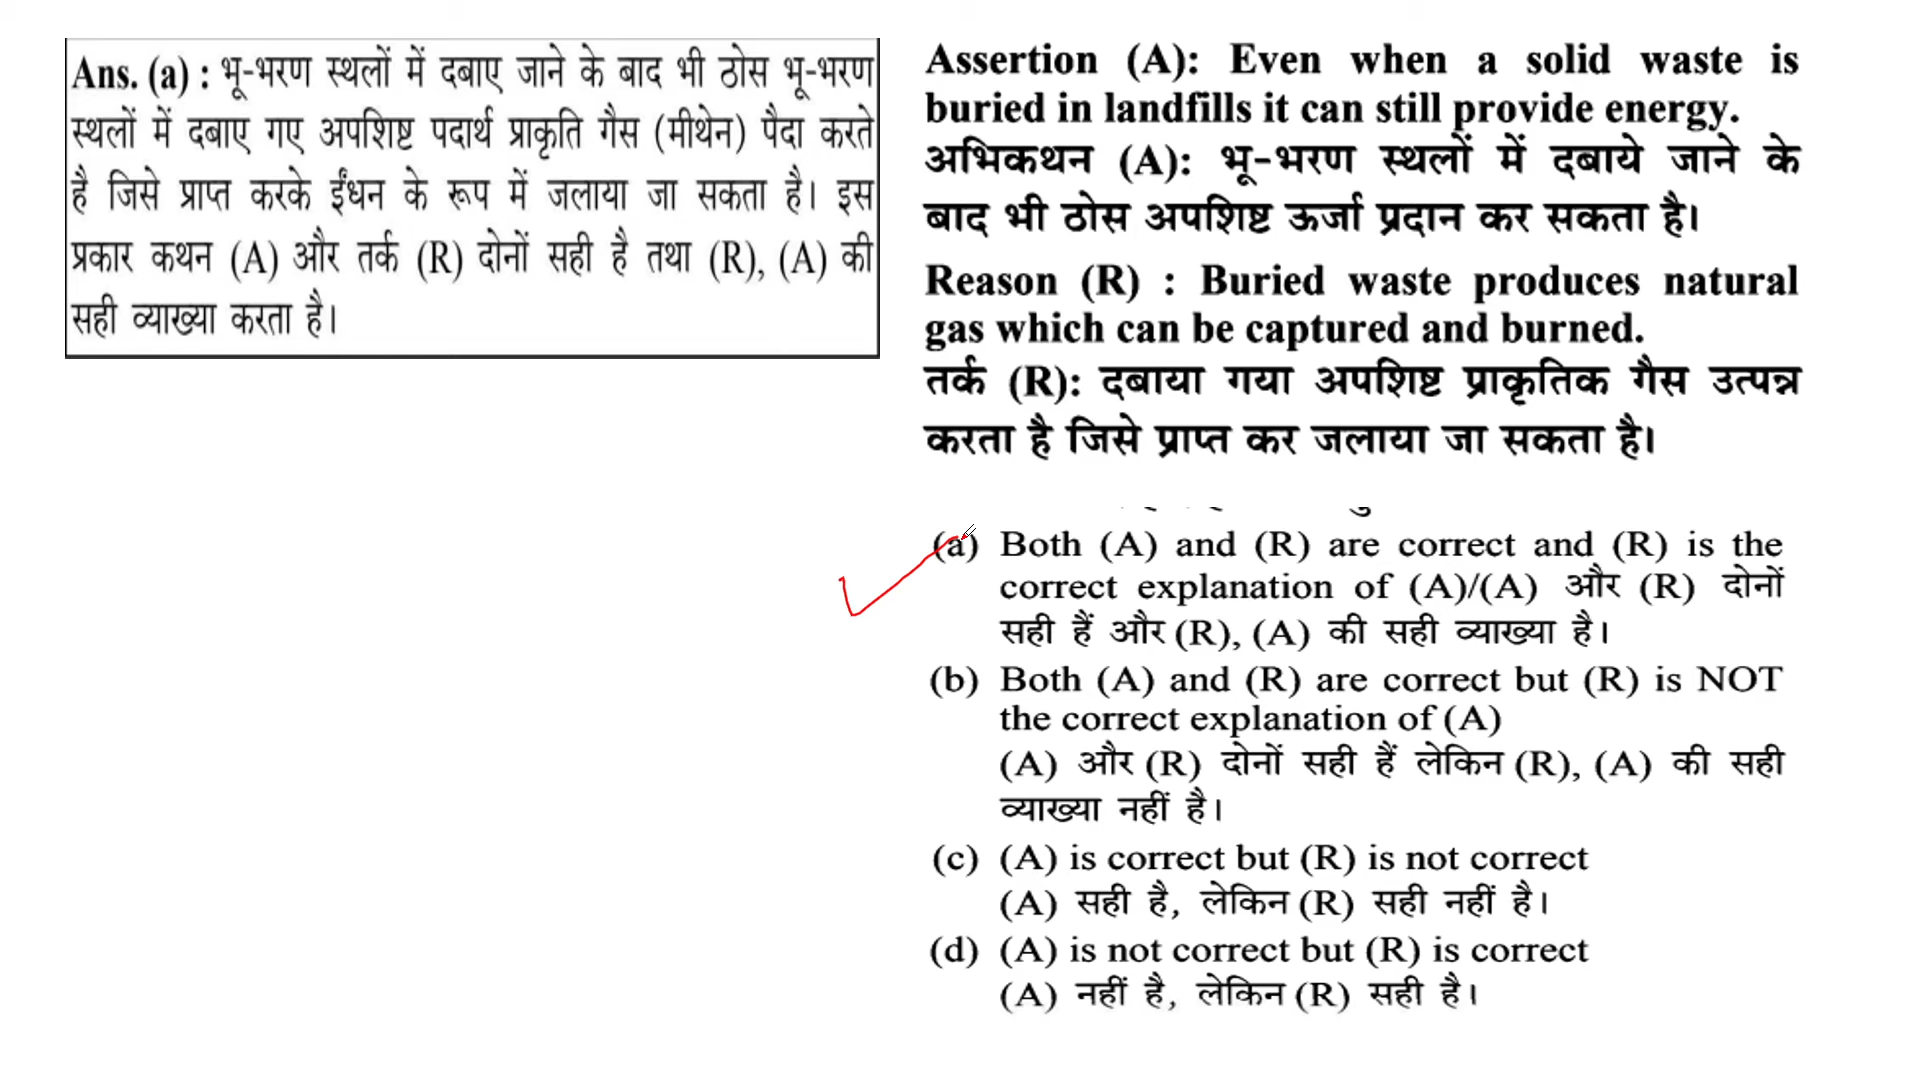 Ans. (a) : भू-भरण स्थलों में दबाए जाने के बाद भी ठोस भू-भरण
स्थलों में दबाए गए अपशिष्ट पदार्थ प्राकृति गैस (मीथेन) पैदा करते
है जिसे प्राप्त करके ईंधन के रूप में जलाया जा सकता है। इस
प्रकार कथन (A) और तर्क (R) दोनों सही है तथा (R), (A) की
सही व्याख्या करता है।
Assertion (A): Even when a solid waste is
buried in landfills it can still provide energy.
अभिकथन (A): भू-भरण स्थलों में दबाये जाने के
बाद भी ठोस अपशिष्ट ऊर्जा प्रदान कर सकता है।
Reason (R) : Buried waste produces natural
gas which can be captured and burned.
तर्क (R): दबाया गया अपशिष्ट प्राकृतिक गैस उत्पन्न
करता है जिसे प्राप्त कर जलाया जा सकता है।
(a) Both (A) and (R) are correct and (R) is the
correct explanation of (A)/(A) और (R) दोनों
सही हैं और (R), (A) की सही व्याख्या है।
(b) Both (A) and (R) are correct but (R) is NOT
the correct explanation of (A)
(A) और (R) दोनों सही हैं लेकिन (R), (A) की सही
व्याख्या नहीं है।
(c) (A) is correct but (R) is not correct
(A) सही है, लेकिन (R) सही नहीं है।
(d) (A) is not correct but (R) is correct
(A) नहीं है, लेकिन (R) सही है।